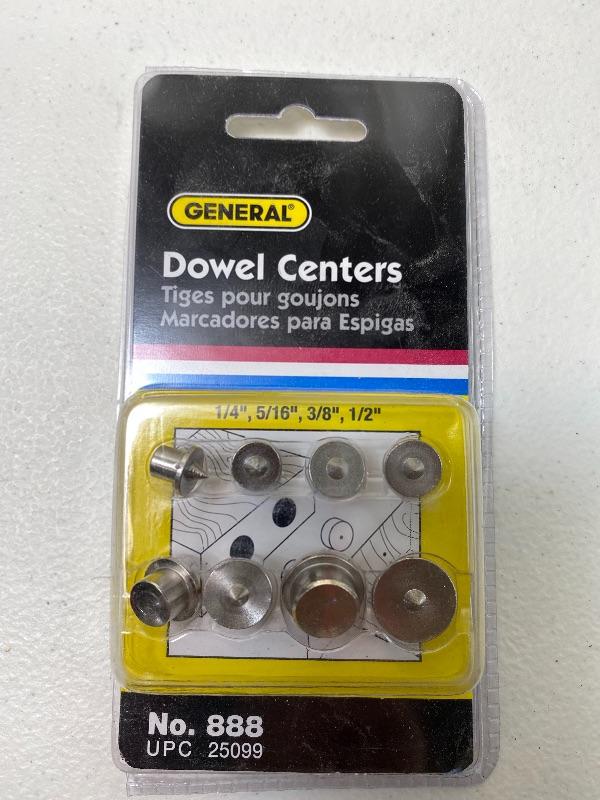 GENERAL®
Dowel Centers
Tiges pour goujons
Marcadores para Espigas
1/4", 5/16", 3/8", 1/2"
No. 888
UPC 25099